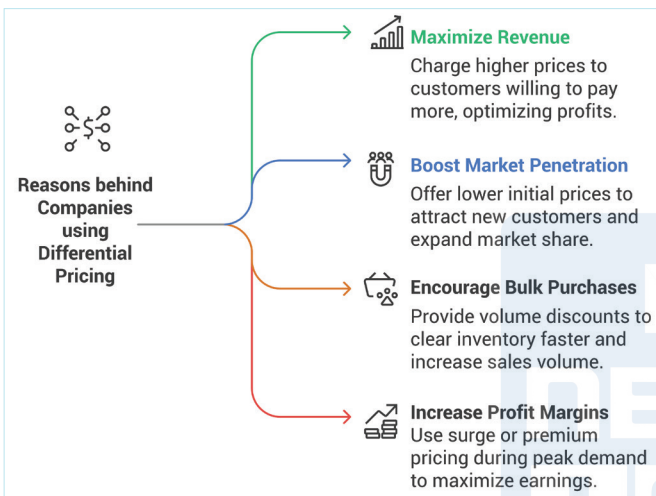 Reasons behind
Companies
using
Differential
Pricing
Maximize Revenue
Charge higher prices to
customers willing to pay
more, optimizing profits.
Boost Market Penetration
Offer lower initial prices to
attract new customers and
expand market share.
Encourage Bulk Purchases
Provide volume discounts to
clear inventory faster and
increase sales volume.
Increase Profit Margins
Use surge or premium
pricing during peak demand
to maximize earnings.